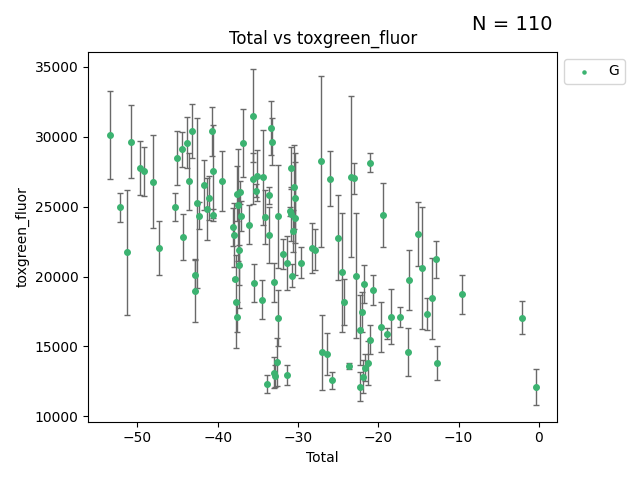 N = 110
Total vs toxgreen_fluor
G
35000
30000
25000
20000
15000
10000
toxgreen_fluor
−50 −40 −30 −20 −10 0
Total